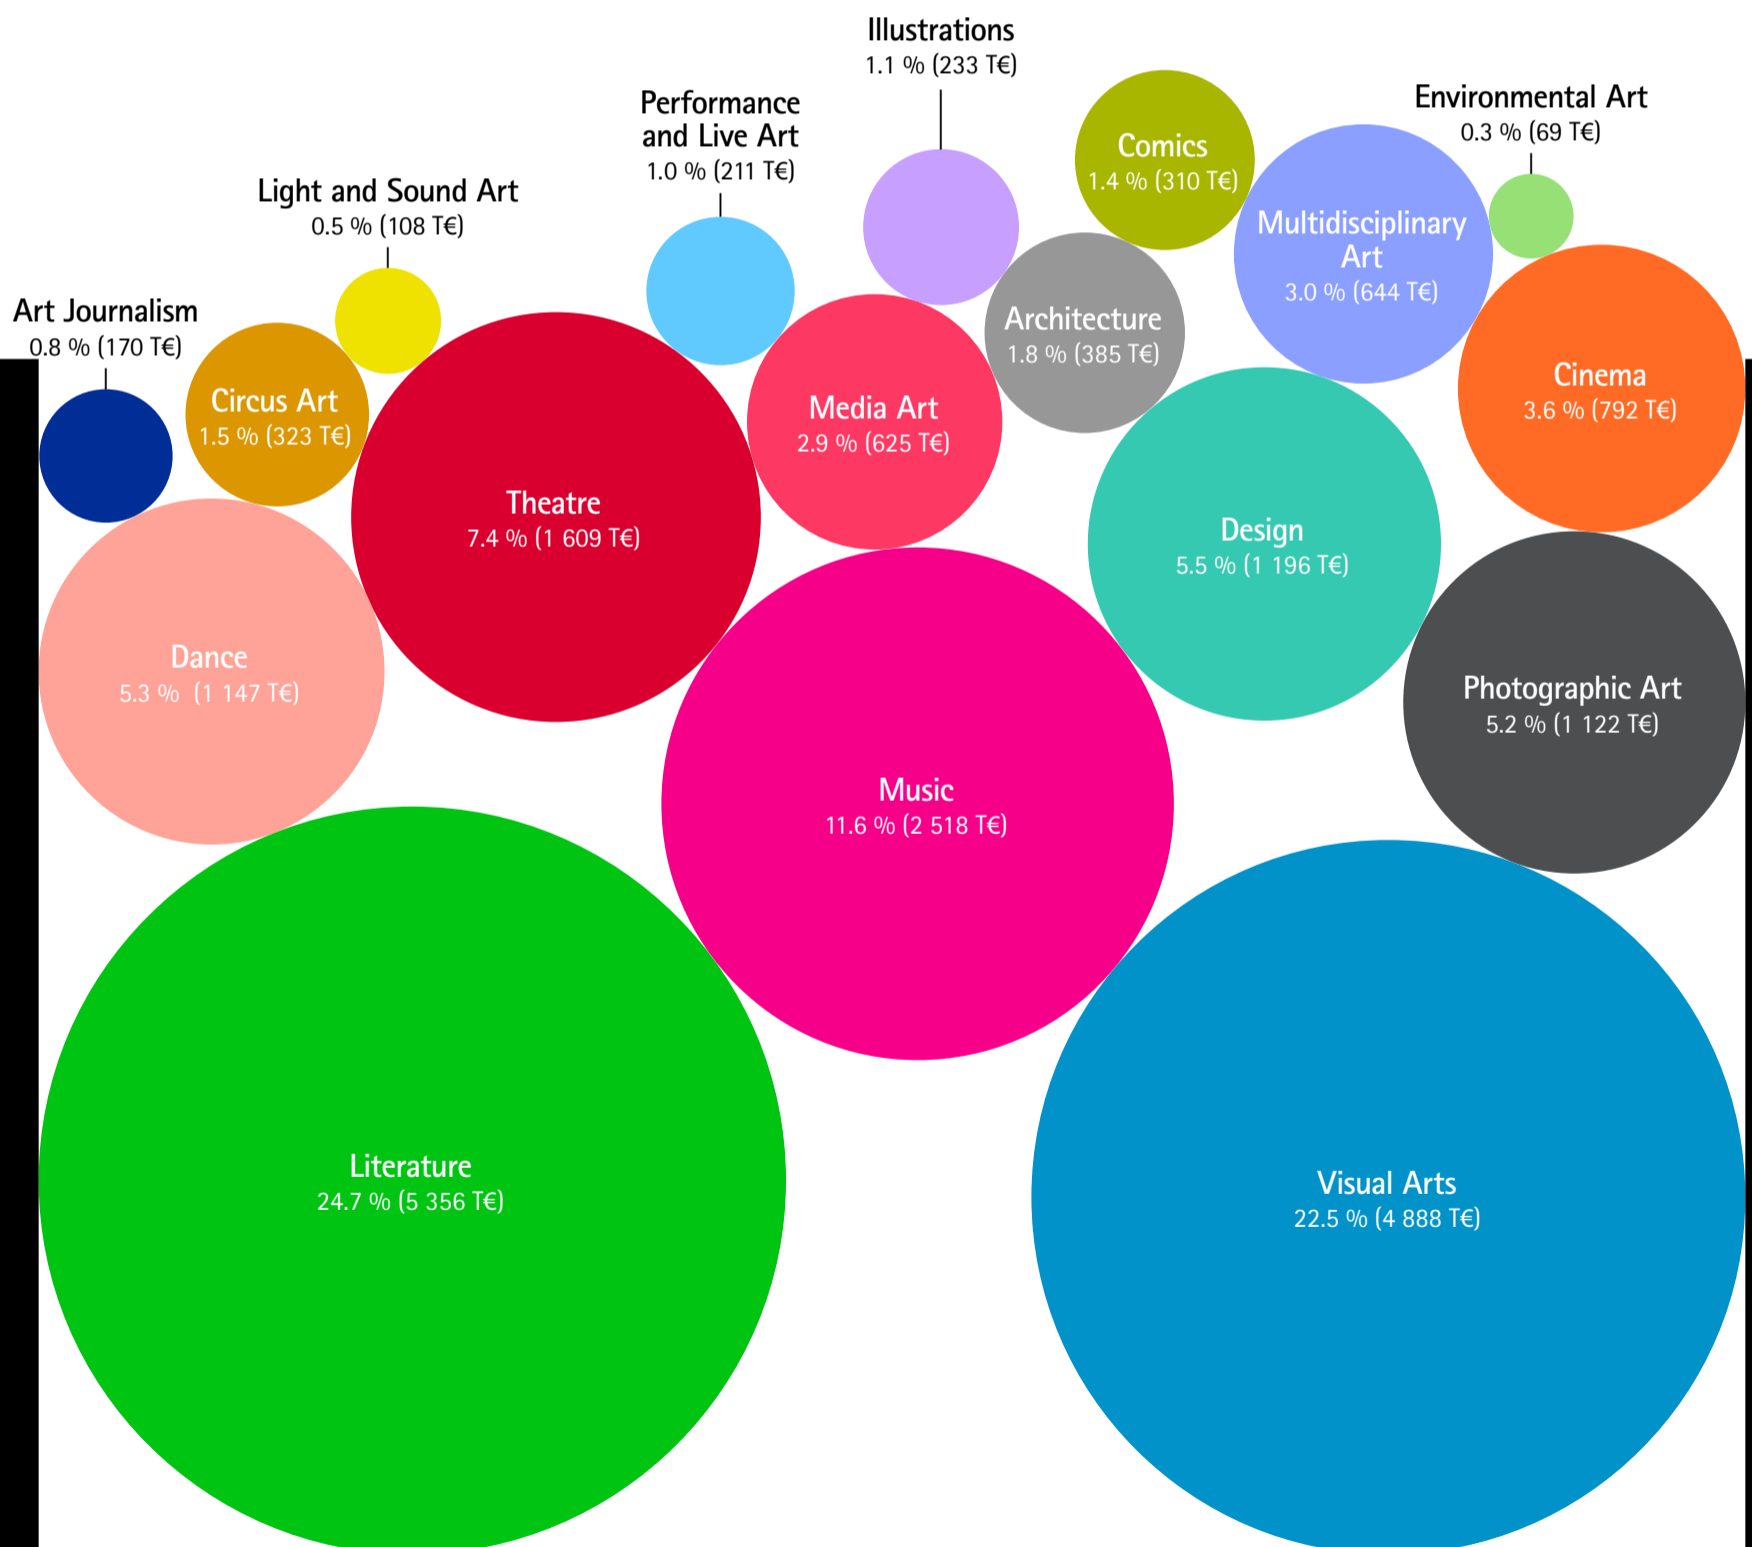 Illustrations
1.1 % (233 T€)
Performance
and Live Art
1.0 % (211 T€)
Environmental Art
0.3 % (69 T€)
Comics
1.4 % (310 T€)
Light and Sound Art
0.5 % (108 T€)
Multidisciplinary
Art
3.0 % (644 T€)
Art Journalism
0.8 % (170 T€)
Architecture
1.8 % (385 T€)
Circus Art
1.5 % (323 T€)
Media Art
2.9 % (625 T€)
Cinema
3.6 % (792 T€)
Theatre
7.4 % (1 609 T€)
Design
5.5 % (1 196 T€)
Dance
5.3 % (1 147 T€)
Photographic Art
5.2 % (1 122 T€)
Music
11.6 % (2 518 T€)
Literature
24.7 % (5 356 T€)
Visual Arts
22.5 % (4 888 T€)